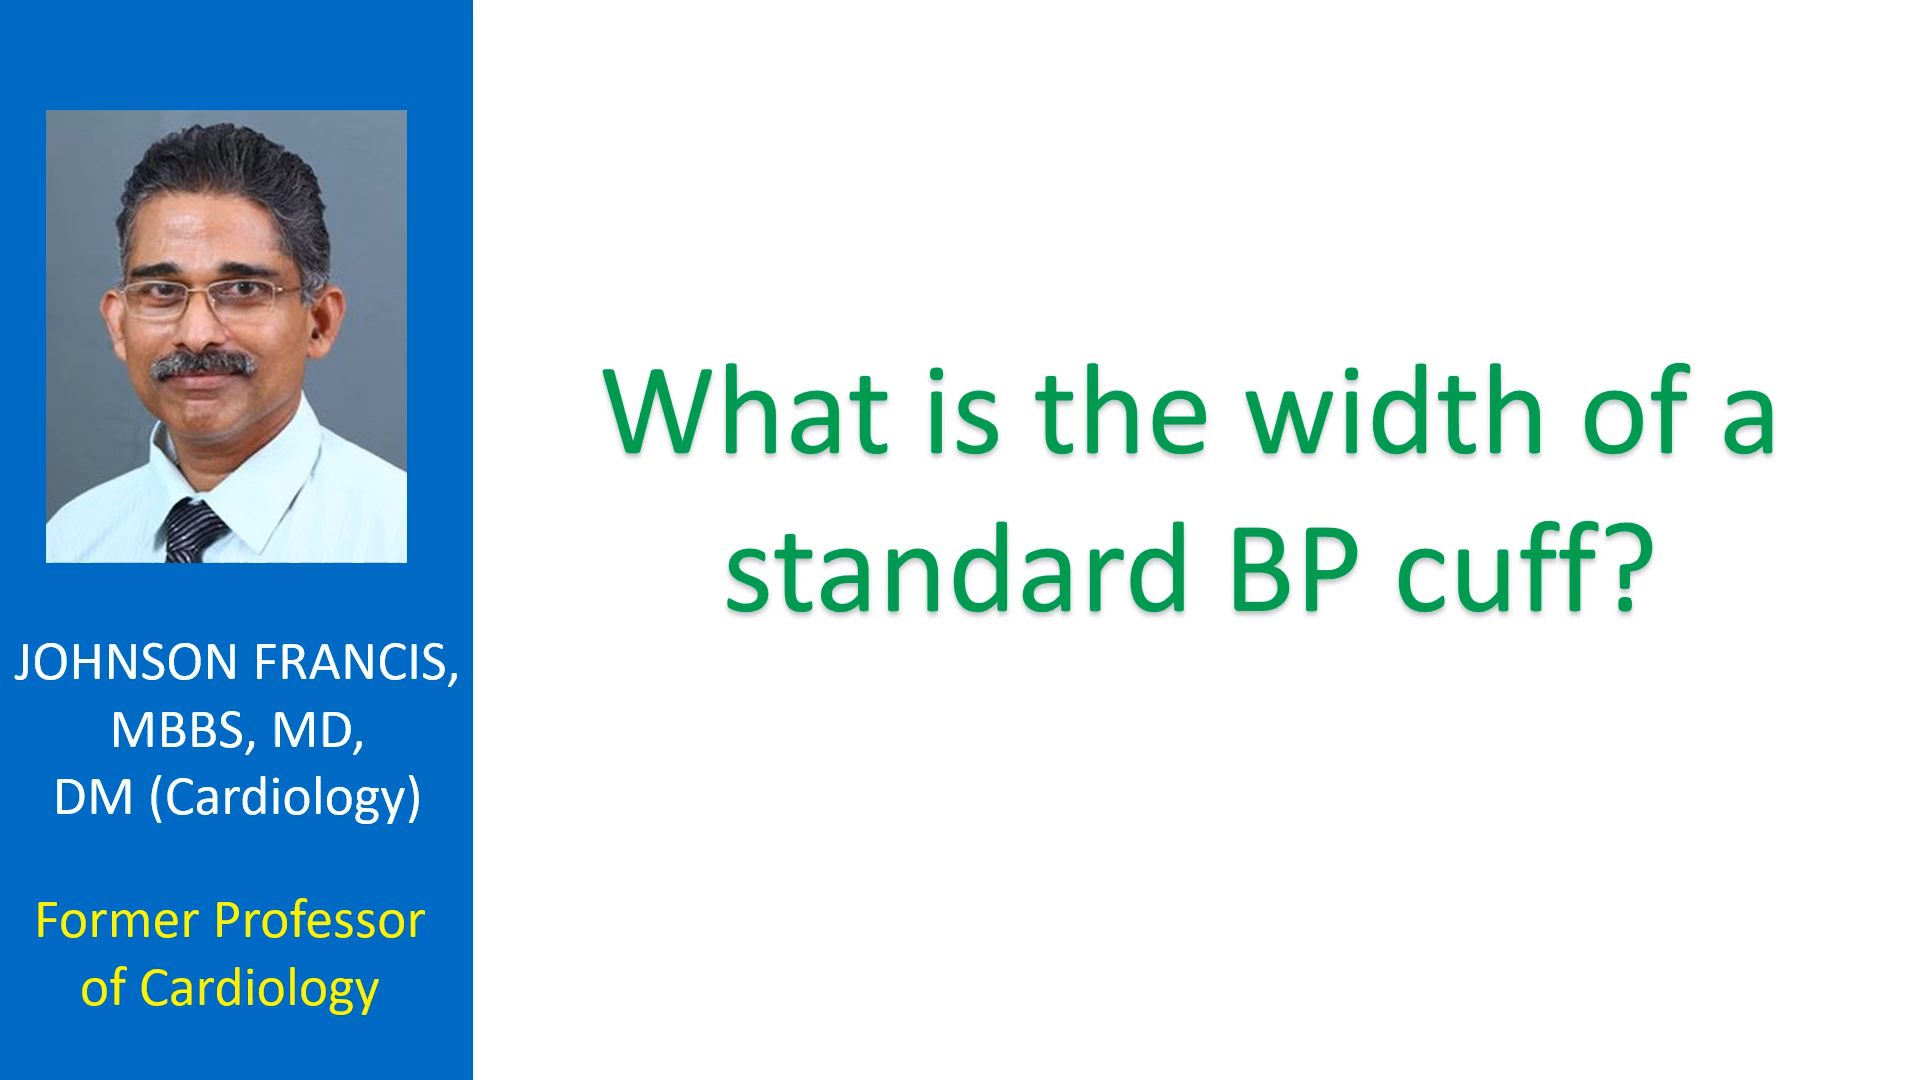 JOHNSON FRANCIS,
MBBS, MD,
DM (Cardiology)
Former Professor
of Cardiology
What is the width of a
standard BP cuff?